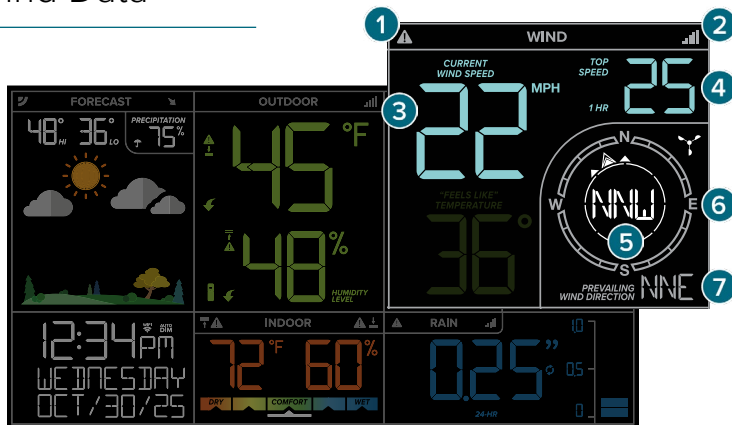 ind Data
1
WIND
2
CURRENT
WIND SPEED
3
22 MPH
TOP
SPEED
1 HR
25
4
N
W
E
S
NNW
5
6
PREVAILING
WIND DIRECTION
NNE
7
FORECAST
48° HI 36° LO
PRECIPITATION
75%
OUTDOOR
45 °F
48 %
HUMIDITY
LEVEL
"FEELS LIKE"
TEMPERATURE
36°
12:34 PM
WIFI
AUTO
DIM
WEDNESDAY
OCT/30/25
INDOOR
72 °F 60 %
DRY COMFORT WET
RAIN
0.25"
24-HR
1.0
0.5
0